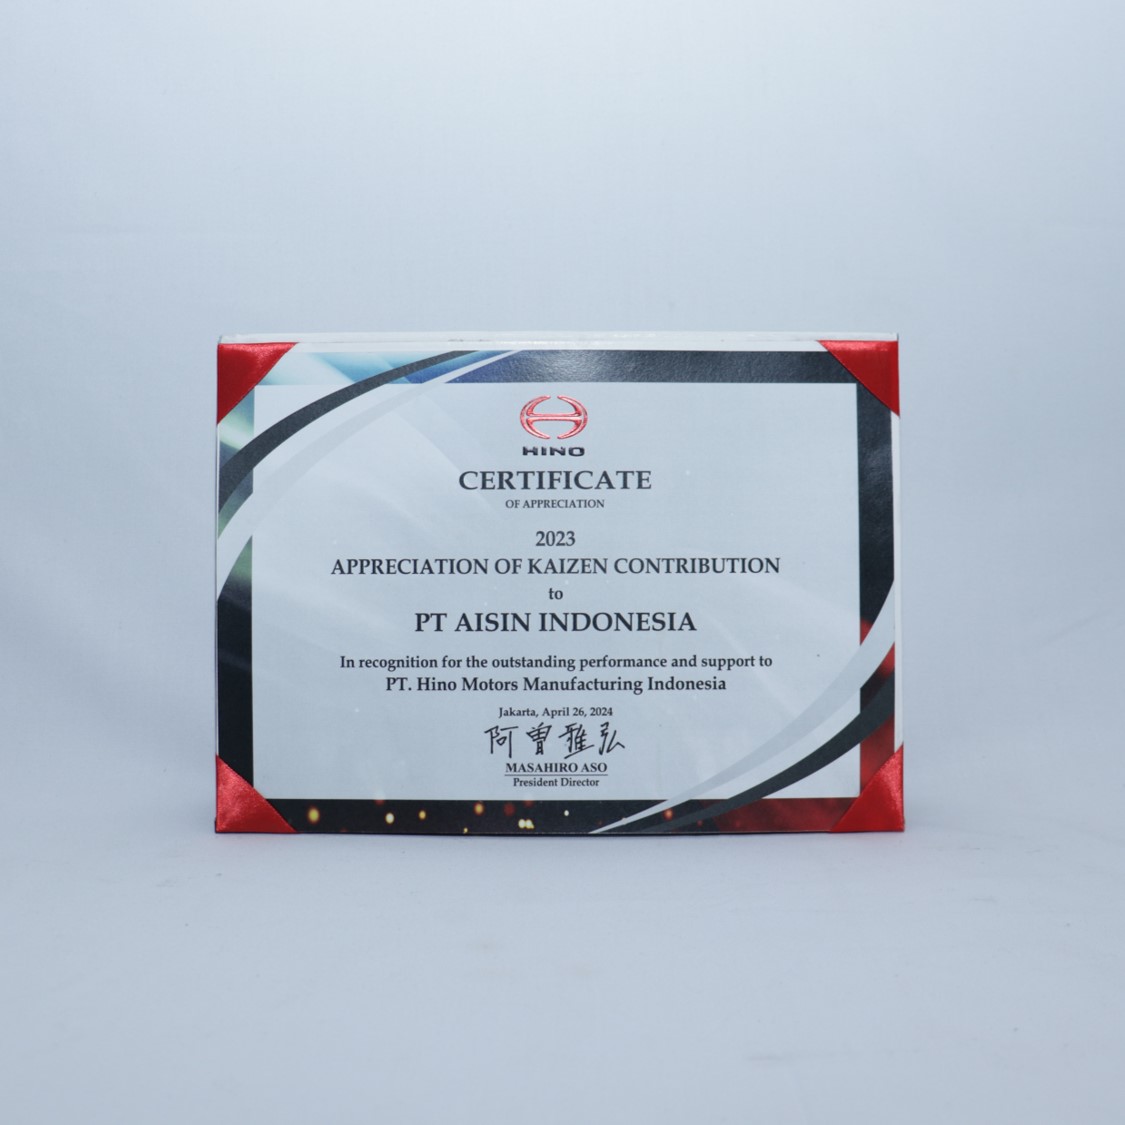 HINO
CERTIFICATE
OF APPRECIATION
2023
APPRECIATION OF KAIZEN CONTRIBUTION
to
PT AISIN INDONESIA
In recognition for the outstanding performance and support to
PT. Hino Motors Manufacturing Indonesia
Jakarta, April 26, 2024
阿曽雅弘
MASAHIRO ASO
President Director